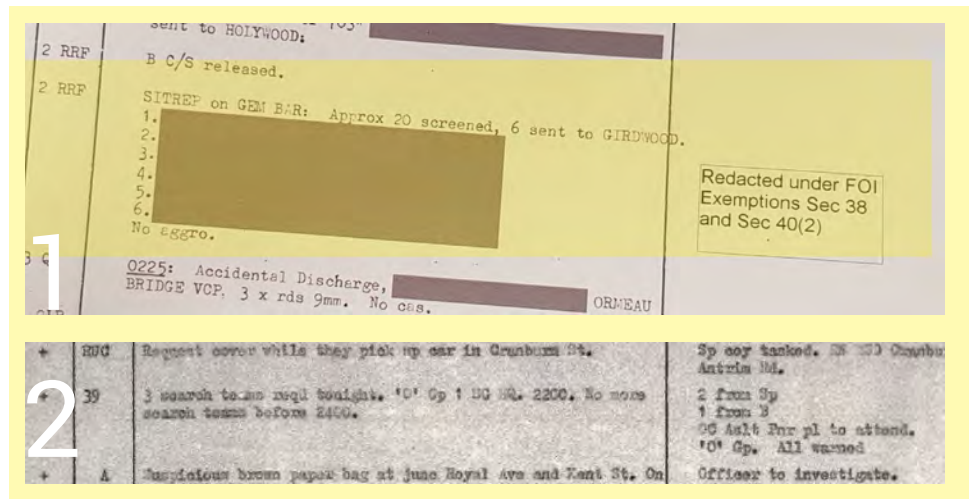 sent to HOLYWOOD:
2 RRF
B C/S released.
2 RRF
SITREP on GEM BAR: Approx 20 screened, 6 sent to GIRDWOOD.
1.
2.
3.
4.
5.
6.
No aggro.
Redacted under FOI
Exemptions Sec 38
and Sec 40(2)
1
0225: Accidental Discharge,
BRIDGE VCP. 3 x rds 9mm. No cas.
ORMEAU
2
+ RUC Request cover while they pick up car in St. Sp coy tasked.
Antrim Rd.
+ 39 3 search teams reqd tonight. 'O' Gp 1 HQ. 2200. No more 2 from Sp
search teams before 2400. 1 from B
Aslt Pnr pl to attend.
'O' Gp. All warned
+ A Suspicious brown paper bag at junc Royal Ave and Kent St. On Officer to investigate.